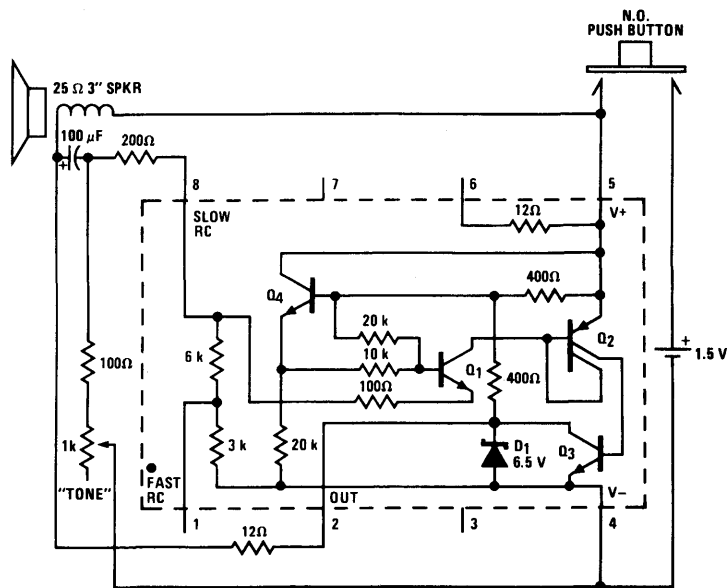 N.O.
PUSH BUTTON
25 Ω 3" SPKR
100 μF
+
200Ω
8
7
6
5
SLOW
RC
12Ω
V+
Q4
400Ω
20 k
Q2
+
1.5 V
6 k
10 k
Q1
100Ω
400Ω
100Ω
1k
3 k
20 k
D1
6.5 V
Q3
"TONE"
FAST
RC
OUT
V−
1
2
3
4
12Ω